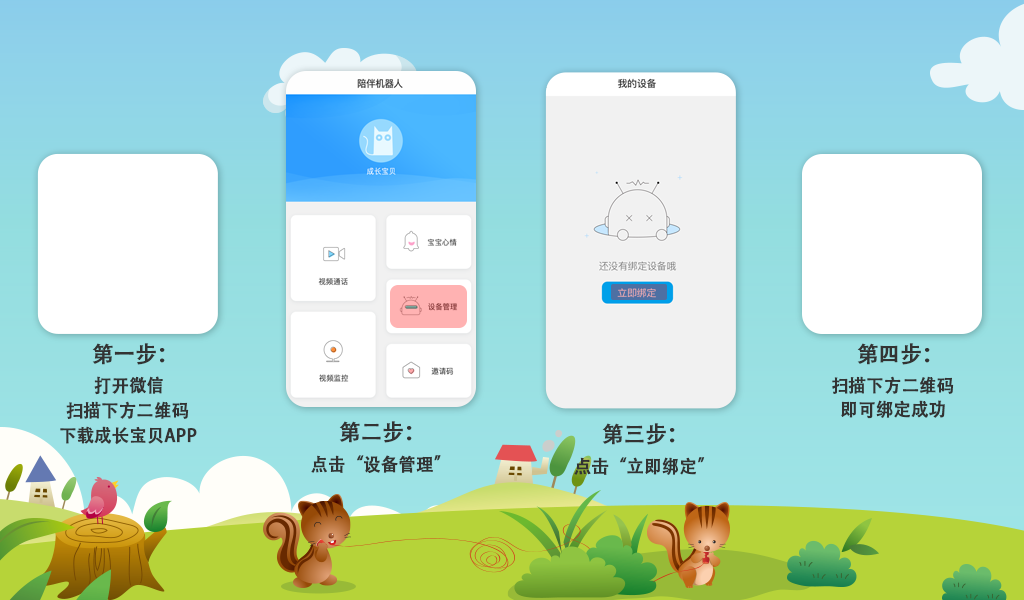 第一步：
打开微信
扫描下方二维码
下载成长宝贝APP
陪伴机器人
成长宝贝
视频通话
宝宝心情
设备管理
视频监控
邀请码
第二步：
点击“设备管理”
我的设备
还没有绑定设备哦
立即绑定
第三步：
点击“立即绑定”
第四步：
扫描下方二维码
即可绑定成功